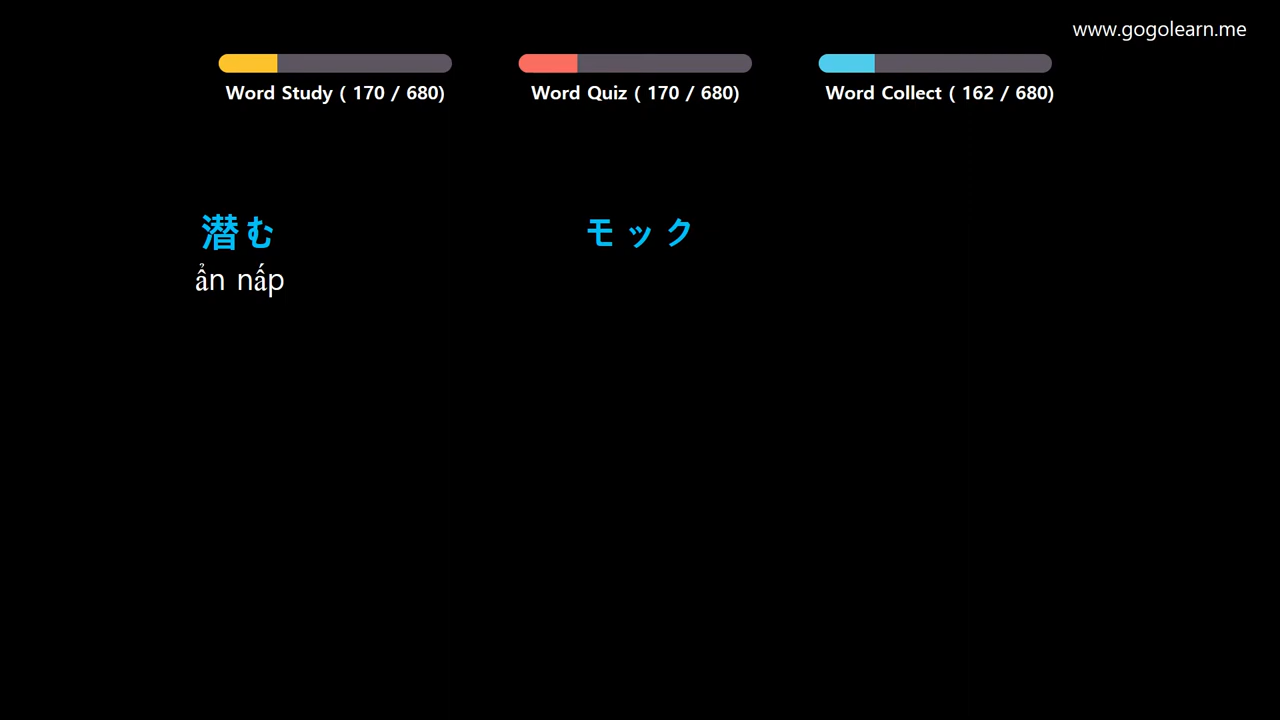 www.gogolearn.me
Word Study ( 170 / 680)
Word Quiz ( 170 / 680)
Word Collect ( 162 / 680)
潜む
モック
ẩn nấp